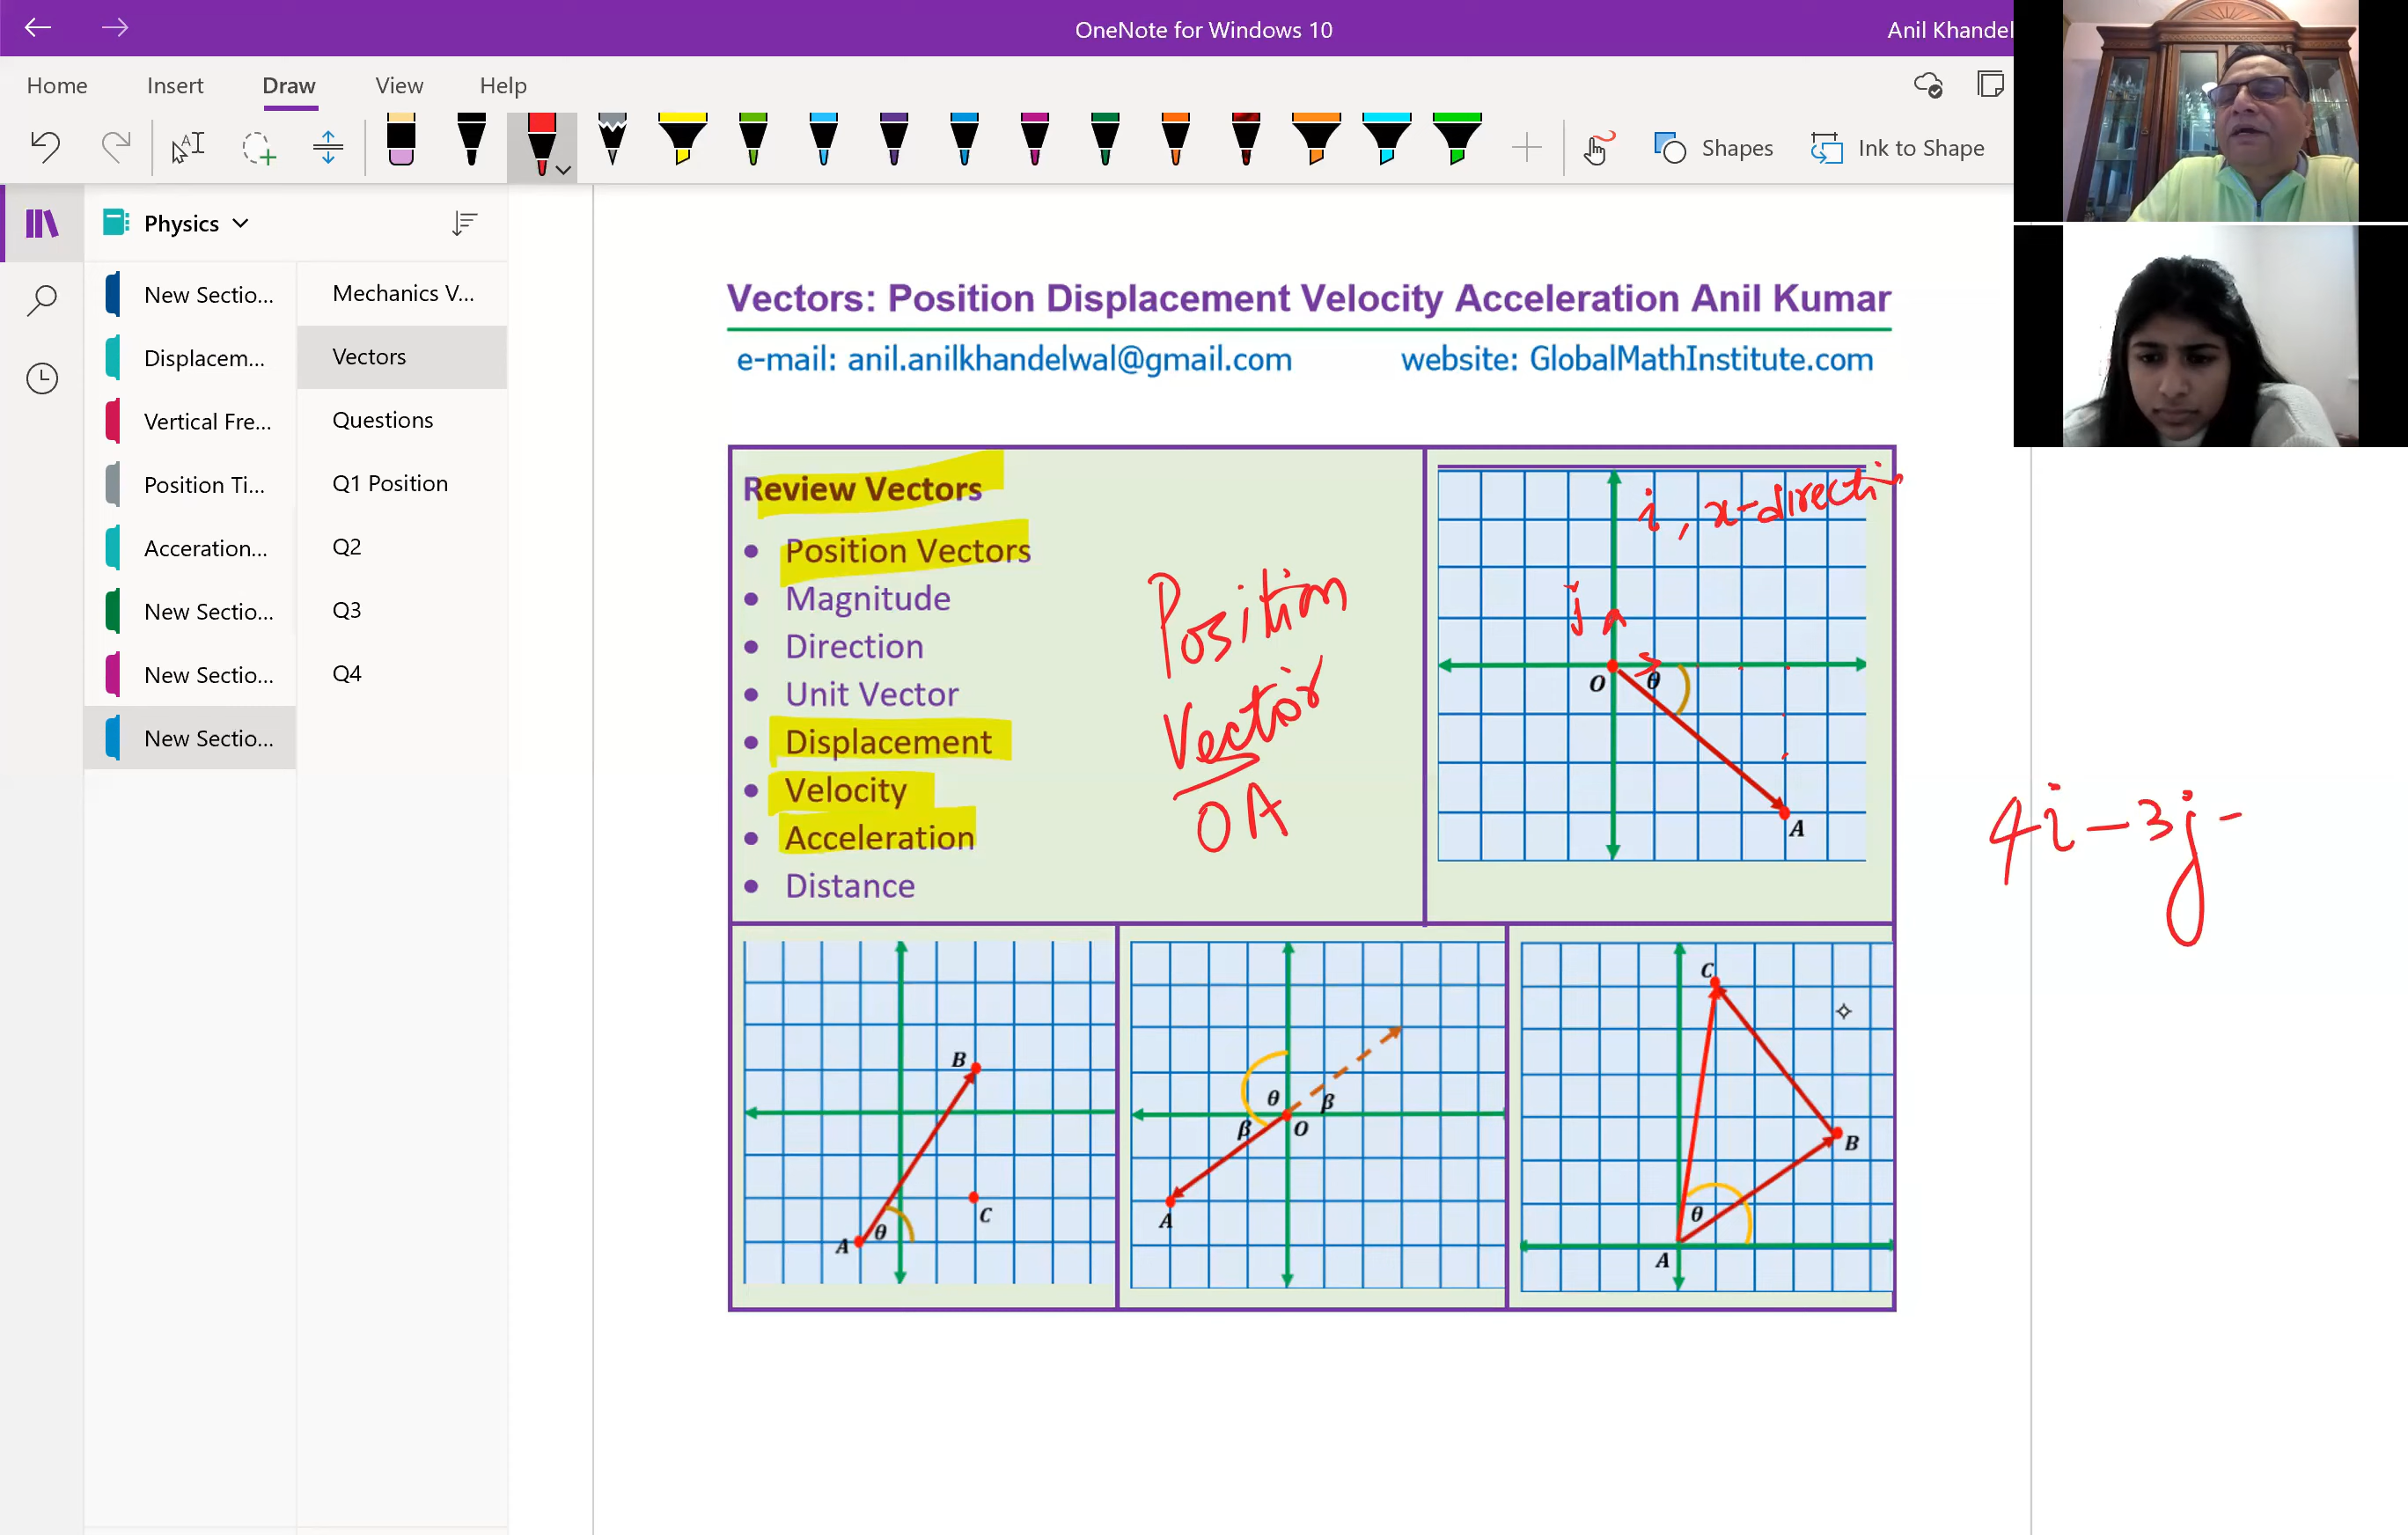 OneNote for Windows 10
Anil Khandel
Home Insert Draw View Help
Shapes Ink to Shape
Physics
New Sectio...
Displacem...
Vertical Fre...
Position Ti...
Acceration...
New Sectio...
New Sectio...
New Sectio...
Mechanics V...
Vectors
Questions
Q1 Position
Q2
Q3
Q4
Vectors: Position Displacement Velocity Acceleration Anil Kumar
e-mail: anil.anilkhandelwal@gmail.com website: GlobalMathInstitute.com
Review Vectors
• Position Vectors
• Magnitude
• Direction
• Unit Vector
• Displacement
• Velocity
• Acceleration
• Distance
Position
Vector
OA
i, x-directi
j
O θ
A
4i-3j-
B
C
A θ
θ β
β O
A
C
B
θ
A